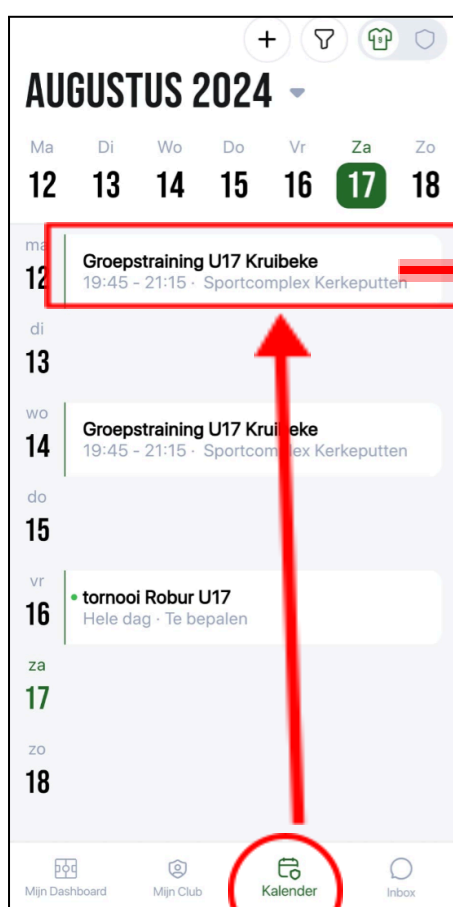 AUGUSTUS 2024
Ma Di Wo Do Vr Za Zo
12 13 14 15 16 17 18
ma
12
Groepstraining U17 Kruibeke
19:45 - 21:15 · Sportcomplex Kerkeputten
di
13
wo
14
Groepstraining U17 Kruibeke
19:45 - 21:15 · Sportcomplex Kerkeputten
do
15
vr
16
tornooi Robur U17
Hele dag · Te bepalen
za
17
zo
18
Mijn Dashboard Mijn Club Kalender Inbox